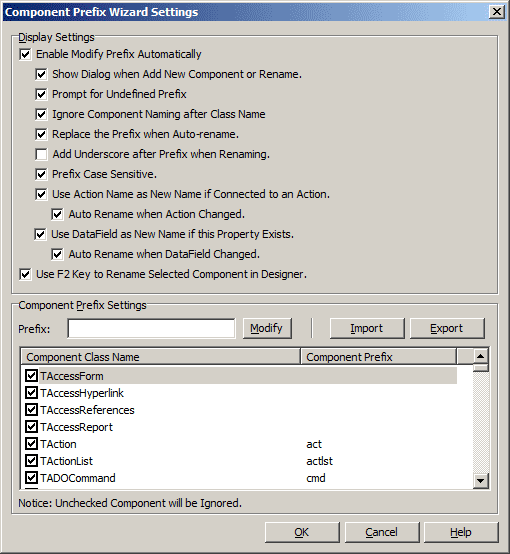 Component Prefix Wizard Settings
Display Settings
Enable Modify Prefix Automatically
Show Dialog when Add New Component or Rename.
Prompt for Undefined Prefix
Ignore Component Naming after Class Name
Replace the Prefix when Auto-rename.
Add Underscore after Prefix when Renaming.
Prefix Case Sensitive.
Use Action Name as New Name if Connected to an Action.
Auto Rename when Action Changed.
Use DataField as New Name if this Property Exists.
Auto Rename when DataField Changed.
Use F2 Key to Rename Selected Component in Designer.
Component Prefix Settings
Prefix: Modify Import Export
Component Class Name Component Prefix
TAccessForm
TAccessHyperlink
TAccessReferences
TAccessReport
TAction act
TActionList actlst
TADOCommand cmd
Notice: Unchecked Component will be Ignored.
OK Cancel Help